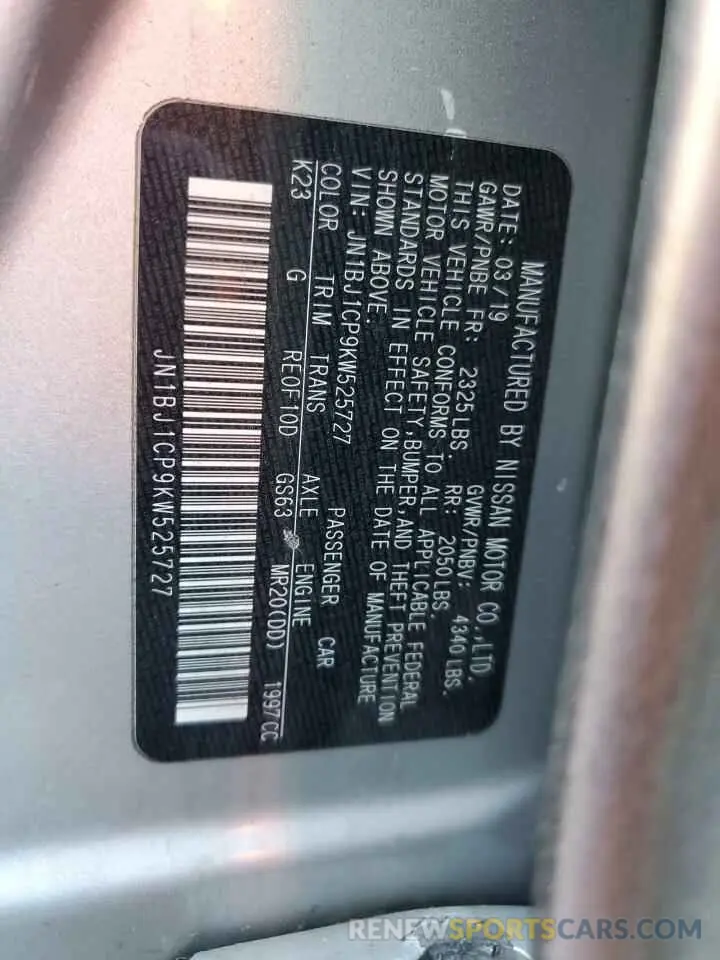 MANUFACTURED BY NISSAN MOTOR CO.,LTD.
DATE: 03/19 GVWR/PNBV: 4340 LBS.
GAWR/PNBE FR: 2325 LBS. RR: 2050 LBS.
THIS VEHICLE CONFORMS TO ALL APPLICABLE FEDERAL
MOTOR VEHICLE SAFETY,BUMPER,AND THEFT PREVENTION
STANDARDS IN EFFECT ON THE DATE OF MANUFACTURE
SHOWN ABOVE.
VIN: JN1BJ1CP9KW525727 PASSENGER CAR
COLOR TRIM TRANS AXLE ENGINE
K23 G RE0F10D GS63 MR20(DD) 1997CC
JN1BJ1CP9KW525727
RENEWSPORTSCARS.COM